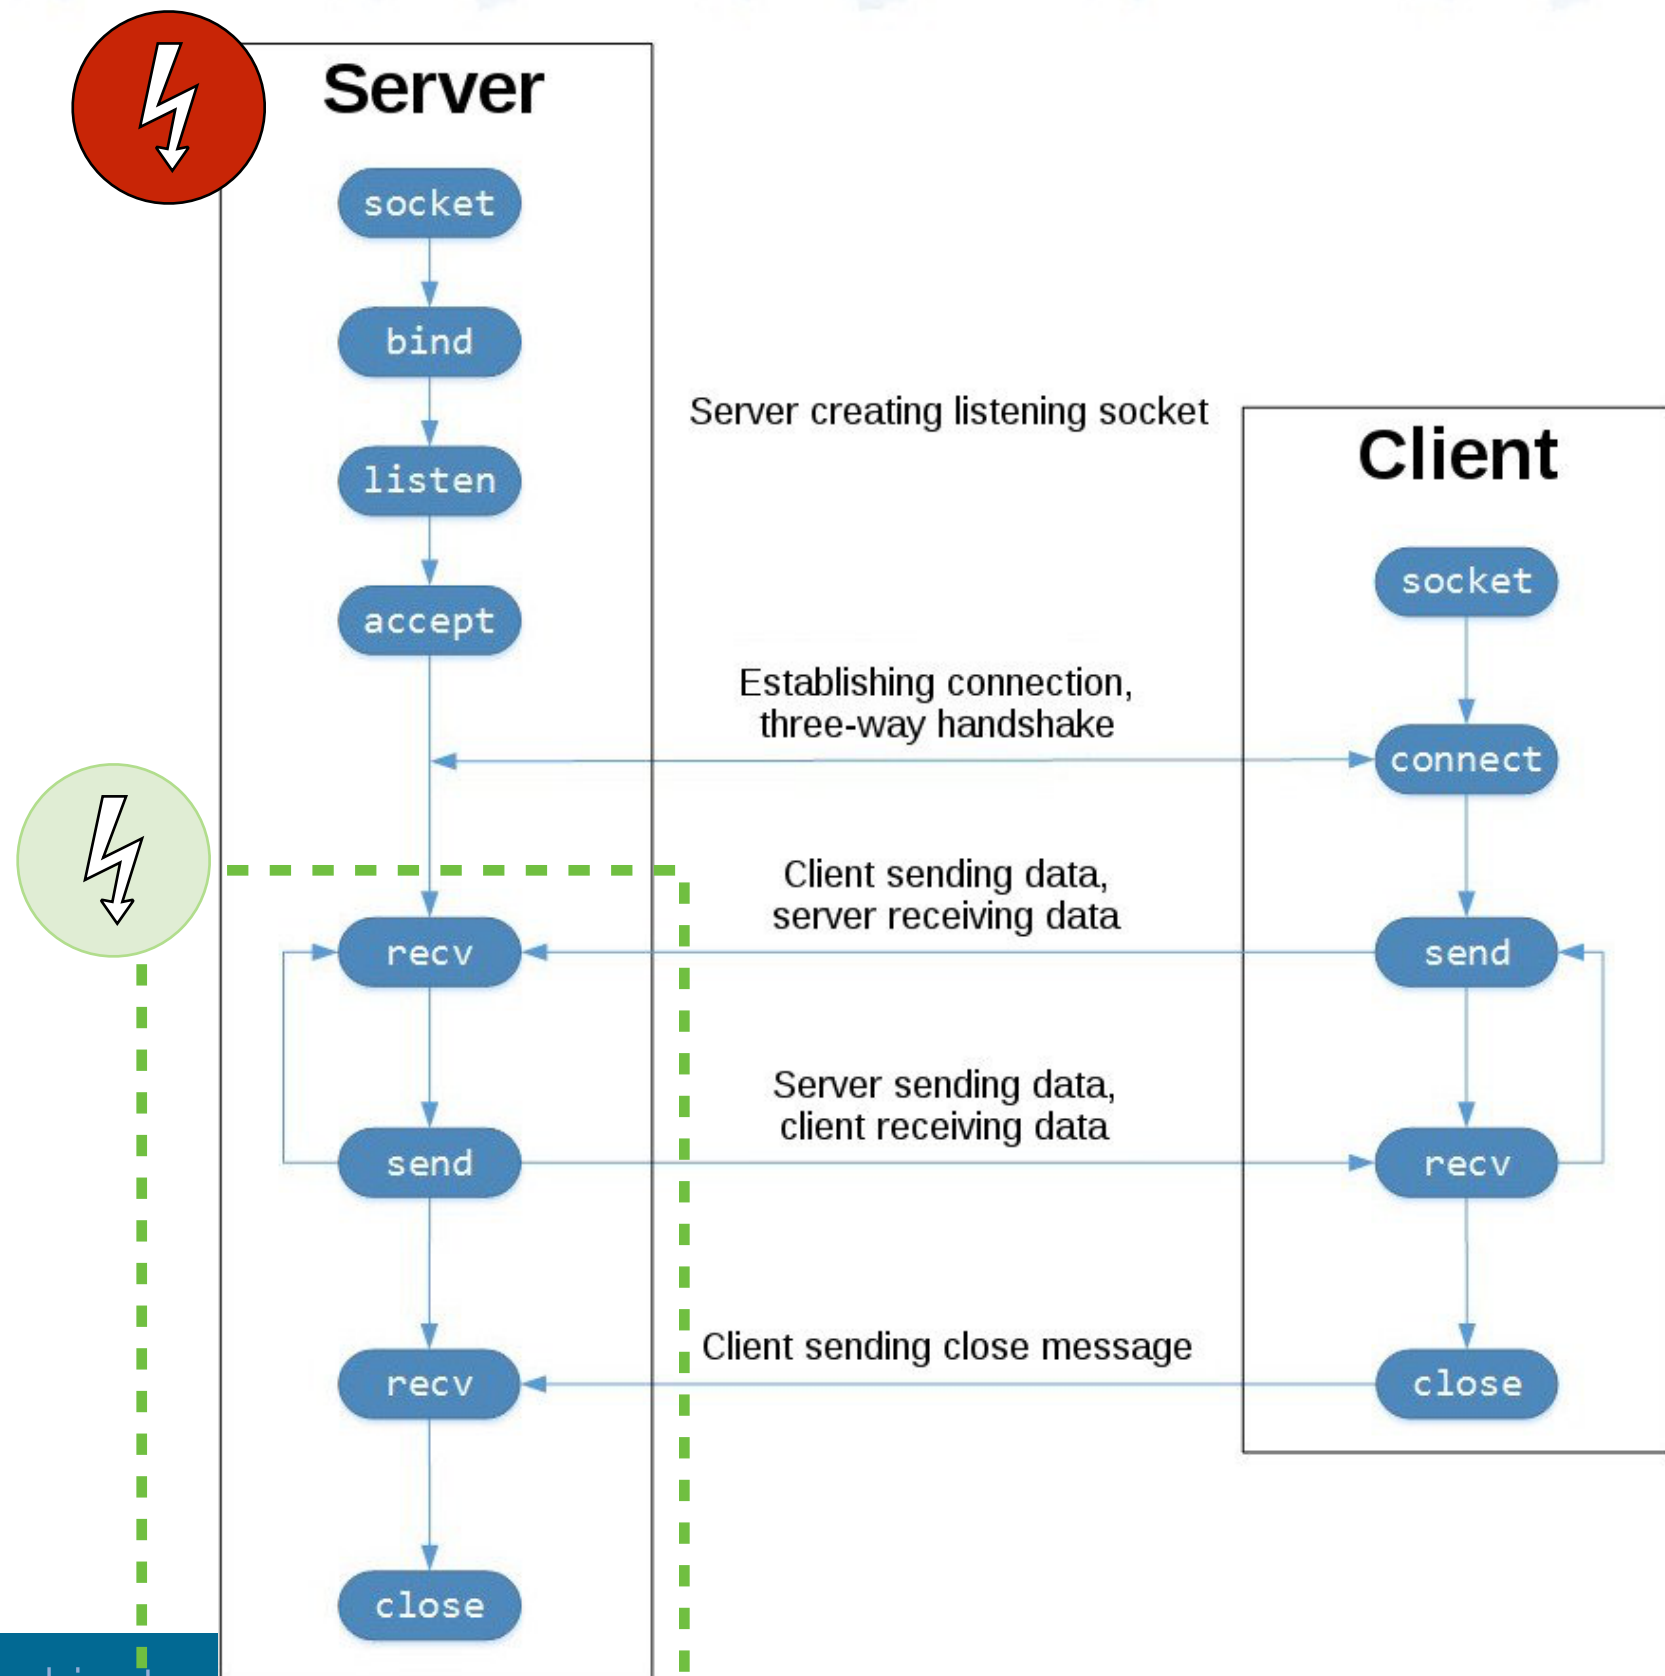 Server
socket
bind
listen
accept
recv
send
recv
close
Server creating listening socket
Establishing connection,
three-way handshake
Client sending data,
server receiving data
Server sending data,
client receiving data
Client sending close message
Client
socket
connect
send
recv
close